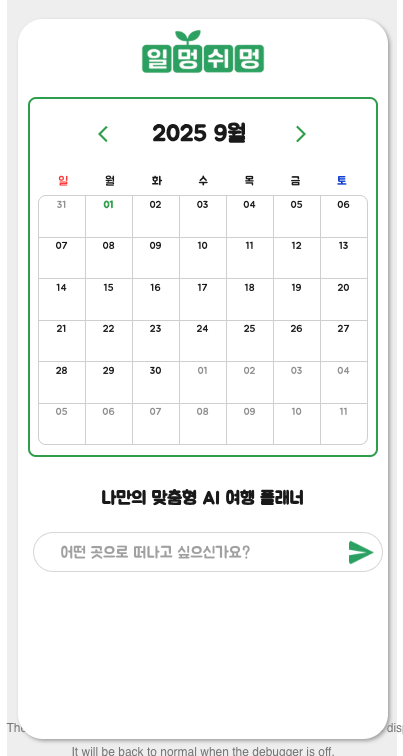 일멍쉬멍
2025 9월
일 월 화 수 목 금 토
31 01 02 03 04 05 06
07 08 09 10 11 12 13
14 15 16 17 18 19 20
21 22 23 24 25 26 27
28 29 30 01 02 03 04
05 06 07 08 09 10 11
나만의 맞춤형 AI 여행 플래너
어떤 곳으로 떠나고 싶으신가요?
It will be back to normal when the debugger is off.